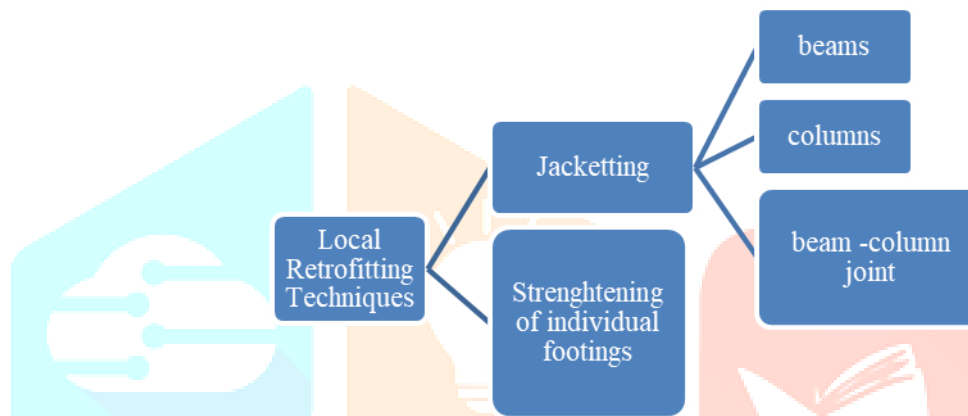 Local
Retrofitting
Techniques
Jacketting
Strenghtening
of individual
footings
beams
columns
beam -column
joint